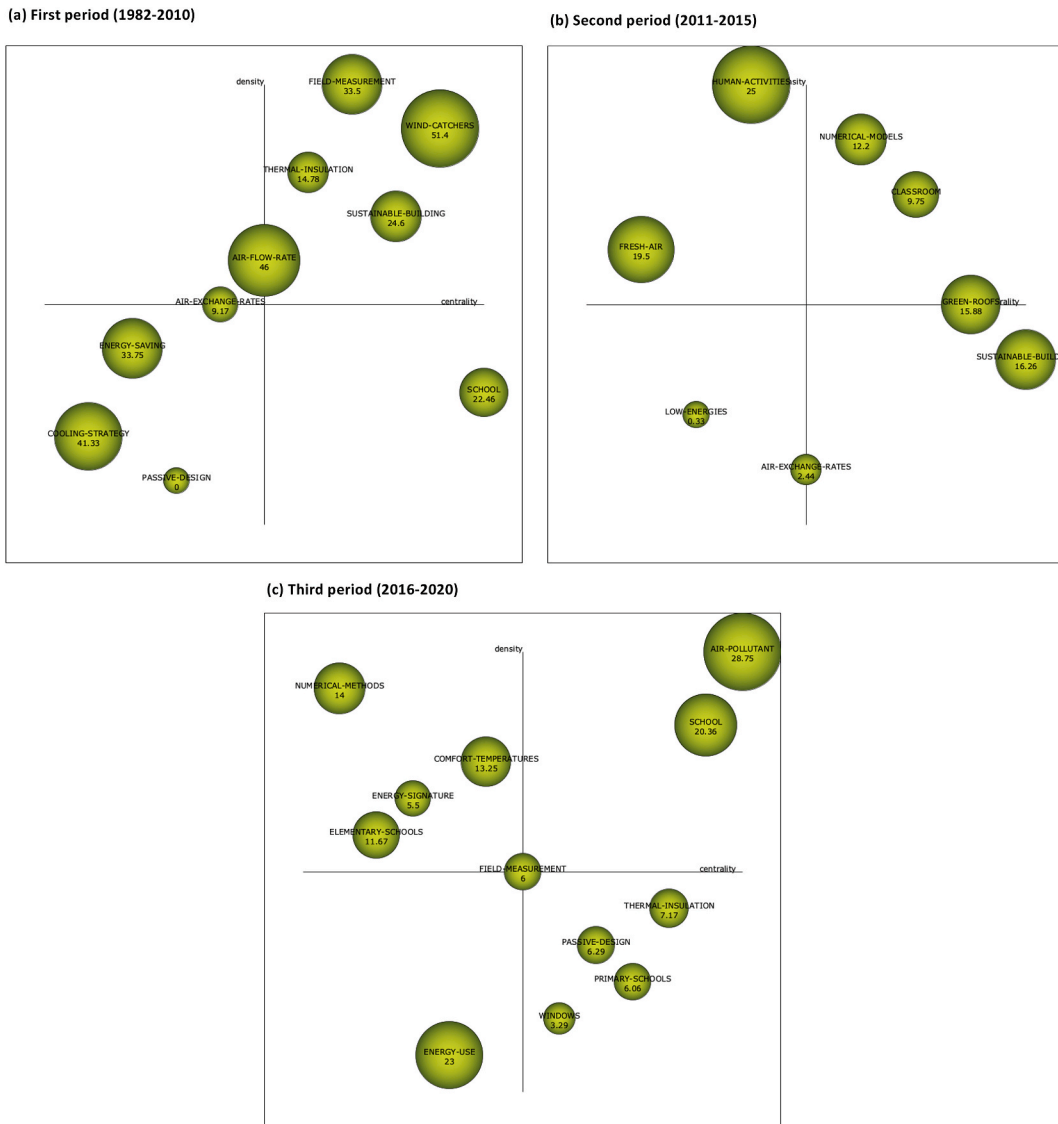 (a) First period (1982-2010)
density
FIELD-MEASUREMENT
33.5
WIND-CATCHERS
51.4
THERMAL-INSULATION
14.78
SUSTAINABLE-BUILDING
24.6
AIR-FLOW-RATE
46
AIR-EXCHANGE-RATES
9.17
centrality
ENERGY-SAVING
33.75
SCHOOL
22.46
COOLING-STRATEGY
41.33
PASSIVE-DESIGN
0
(b) Second period (2011-2015)
HUMAN-ACTIVITIES
25
NUMERICAL-MODELS
12.2
CLASSROOM
9.75
FRESH-AIR
19.5
GREEN-ROOFS
15.88
SUSTAINABLE-BUILD
16.26
LOW-ENERGIES
0.33
AIR-EXCHANGE-RATES
2.44
(c) Third period (2016-2020)
density
AIR-POLLUTANT
28.75
NUMERICAL-METHODS
14
SCHOOL
20.36
COMFORT-TEMPERATURES
13.25
ENERGY-SIGNATURE
5.5
ELEMENTARY-SCHOOLS
11.67
FIELD-MEASUREMENT
6
centrality
THERMAL-INSULATION
7.17
PASSIVE-DESIGN
6.29
PRIMARY-SCHOOLS
6.06
WINDOWS
3.29
ENERGY-USE
23